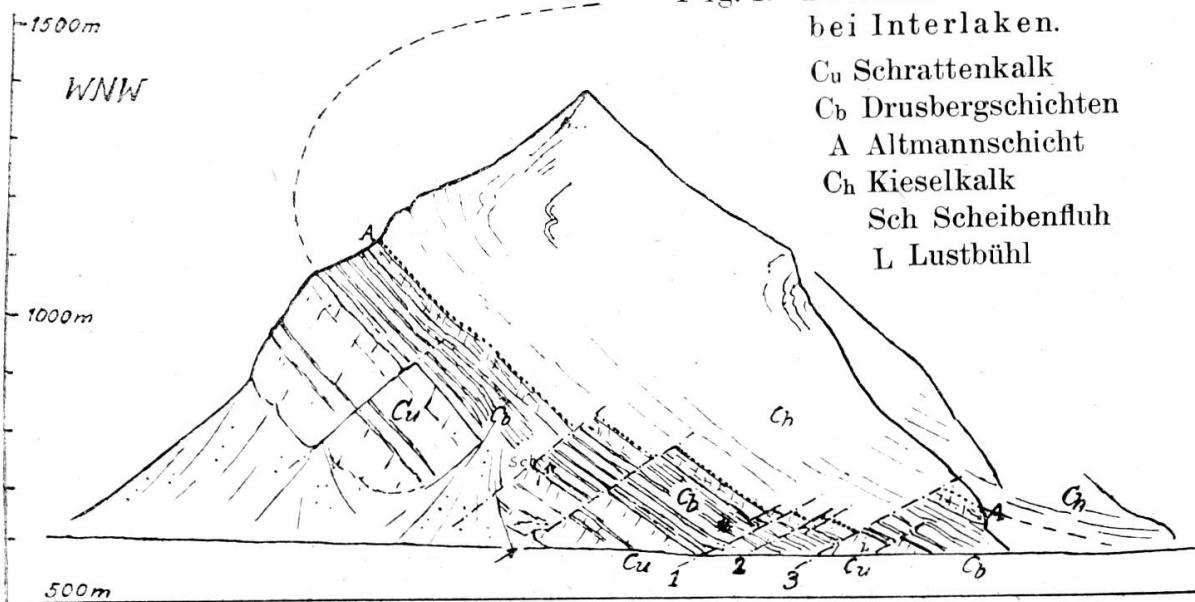 1500m
Fig.
bei Interlaken.
WNW
Cu Schrattenkalk
Cb Drusbergschichten
A Altmannschicht
Ch Kieselkalk
Sch Scheibenfluh
L Lustbühl
A
1000m
Cu
Cb
Ch
Sch
Cb
A
Ch
L
Cu
1
2
3
Cu
Cb
500m